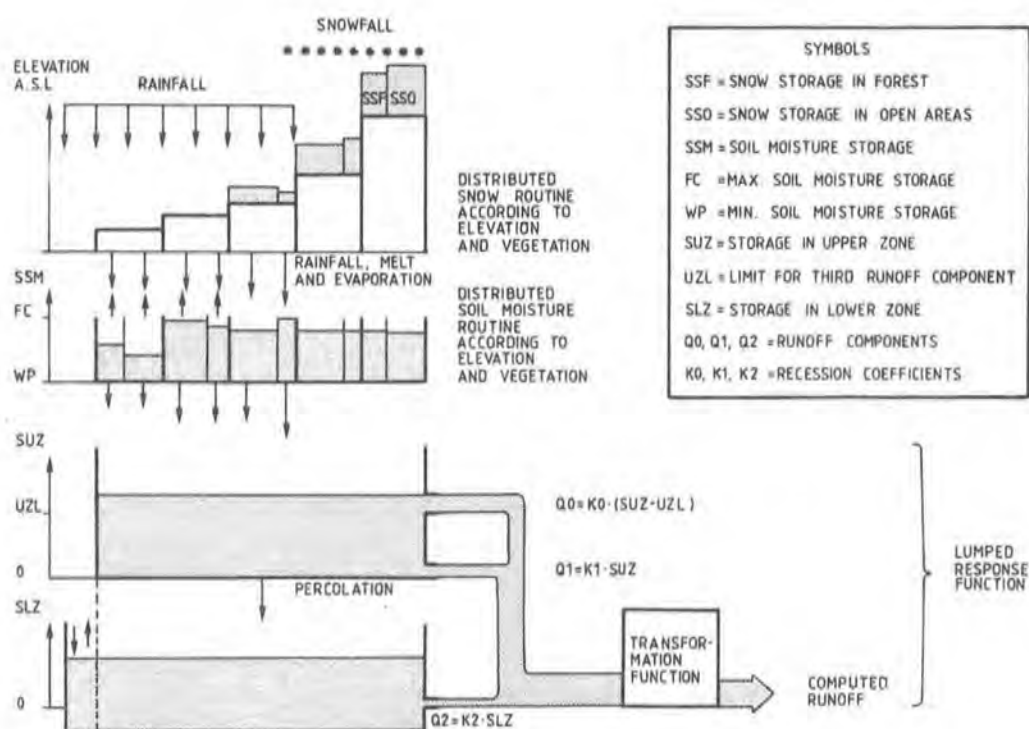 SNOWFALL
ELEVATION
A.S.L
RAINFALL
SSF SSO
DISTRIBUTED
SNOW ROUTINE
ACCORDING TO
ELEVATION
AND VEGETATION
RAINFALL, MELT
AND EVAPORATION
SSM
FC
WP
DISTRIBUTED
SOIL MOISTURE
ROUTINE
ACCORDING TO
ELEVATION
AND VEGETATION
SYMBOLS
SSF = SNOW STORAGE IN FOREST
SSO = SNOW STORAGE IN OPEN AREAS
SSM = SOIL MOISTURE STORAGE
FC = MAX. SOIL MOISTURE STORAGE
WP = MIN. SOIL MOISTURE STORAGE
SUZ = STORAGE IN UPPER ZONE
UZL = LIMIT FOR THIRD RUNOFF COMPONENT
SLZ = STORAGE IN LOWER ZONE
Q0, Q1, Q2 = RUNOFF COMPONENTS
K0, K1, K2 = RECESSION COEFFICIENTS
SUZ
UZL
0
Q0=K0·(SUZ-UZL)
Q1=K1·SUZ
PERCOLATION
SLZ
0
Q2=K2·SLZ
TRANSFOR-
MATION
FUNCTION
COMPUTED
RUNOFF
LUMPED
RESPONSE
FUNCTION